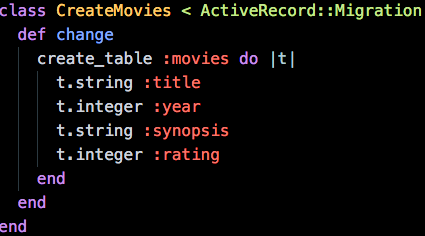 class CreateMovies < ActiveRecord::Migration
  def change
    create_table :movies do |t|
      t.string :title
      t.integer :year
      t.string :synopsis
      t.integer :rating
    end
  end
end